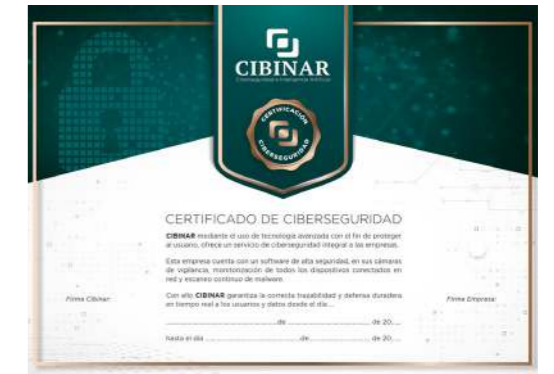 CIBINAR
Ciberseguridad e Inteligencia Artificial
CERTIFICACIÓN
CIBERSEGURIDAD
CERTIFICADO DE CIBERSEGURIDAD
CIBINAR mediante el uso de tecnología avanzada con el fin de proteger
al usuario, ofrece un servicio de ciberseguridad integral a las empresas.
Esta empresa cuenta con un software de alta seguridad, en sus cámaras
de vigilancia, monitorización de todos los dispositivos conectados en
red y escaneo continuo de malware.
Con ello CIBINAR garantiza la correcta trazabilidad y defensa duradera
en tiempo real a los usuarios y datos desde el día ...
Firma Cibinar:
Firma Empresa:
........................................ de ........................................ de 20......
hasta el día ........................................ de ........................................ de 20......